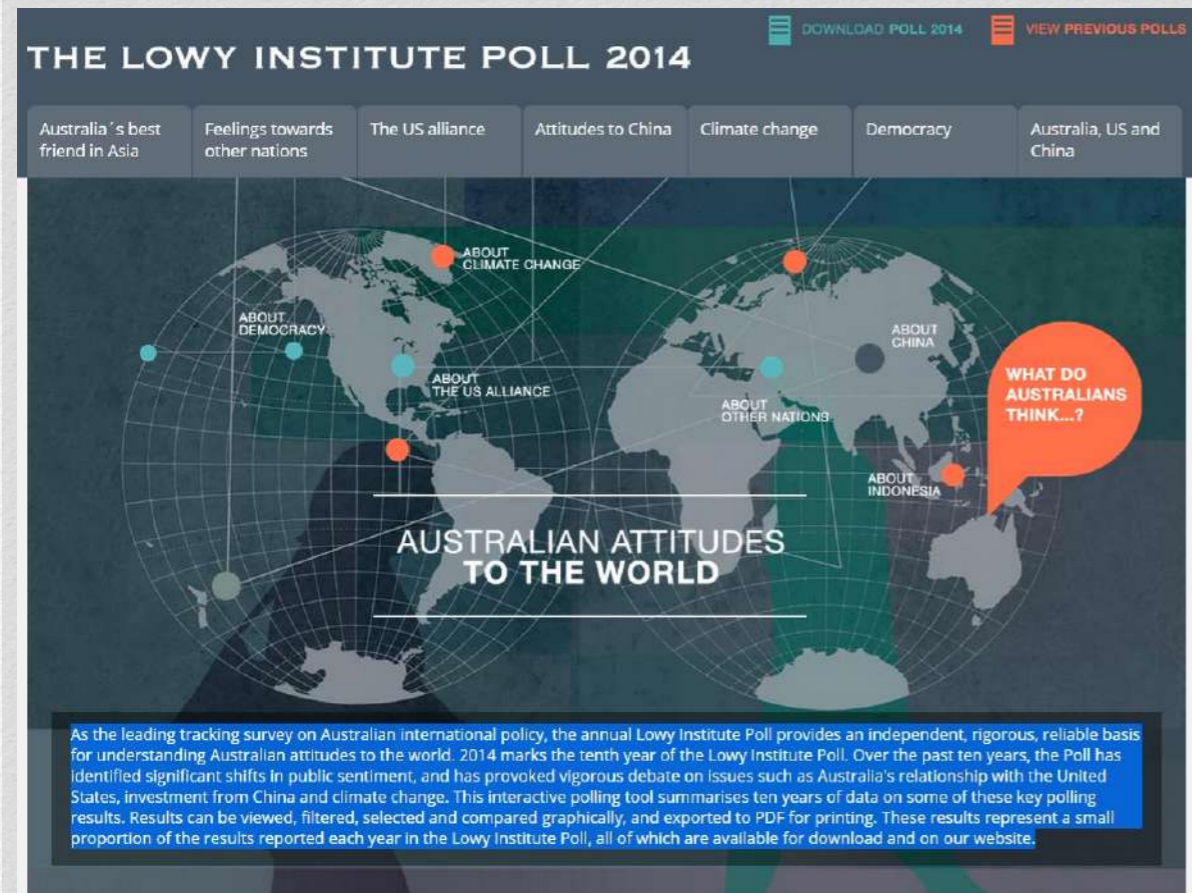 DOWNLOAD POLL 2014
VIEW PREVIOUS POLLS
THE LOWY INSTITUTE POLL 2014
Australia´s best
friend in Asia
Feelings towards
other nations
The US alliance
Attitudes to China
Climate change
Democracy
Australia, US and
China
ABOUT
CLIMATE CHANGE
ABOUT
DEMOCRACY
ABOUT
THE US ALLIANCE
ABOUT
CHINA
ABOUT
OTHER NATIONS
WHAT DO
AUSTRALIANS
THINK...?
ABOUT
INDONESIA
AUSTRALIAN ATTITUDES
TO THE WORLD
As the leading tracking survey on Australian international policy, the annual Lowy Institute Poll provides an independent, rigorous, reliable basis
for understanding Australian attitudes to the world. 2014 marks the tenth year of the Lowy Institute Poll. Over the past ten years, the Poll has
identified significant shifts in public sentiment, and has provoked vigorous debate on issues such as Australia's relationship with the United
States, investment from China and climate change. This interactive polling tool summarises ten years of data on some of these key polling
results. Results can be viewed, filtered, selected and compared graphically, and exported to PDF for printing. These results represent a small
proportion of the results reported each year in the Lowy Institute Poll, all of which are available for download and on our website.